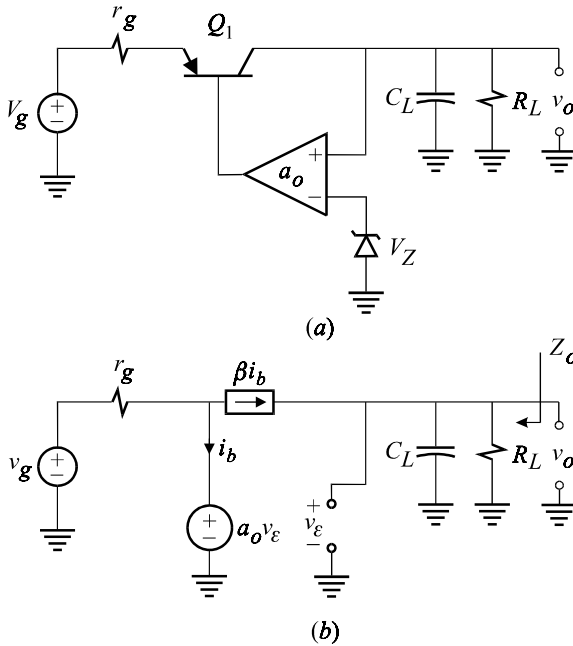 r_g
Q_1
V_g
+
−
+
a_o
−
C_L
R_L
v_o
V_Z
(a)
r_g
βi_b
Z_o
v_g
+
−
i_b
+
−
a_o v_ε
+
v_ε
−
C_L
R_L
v_o
(b)